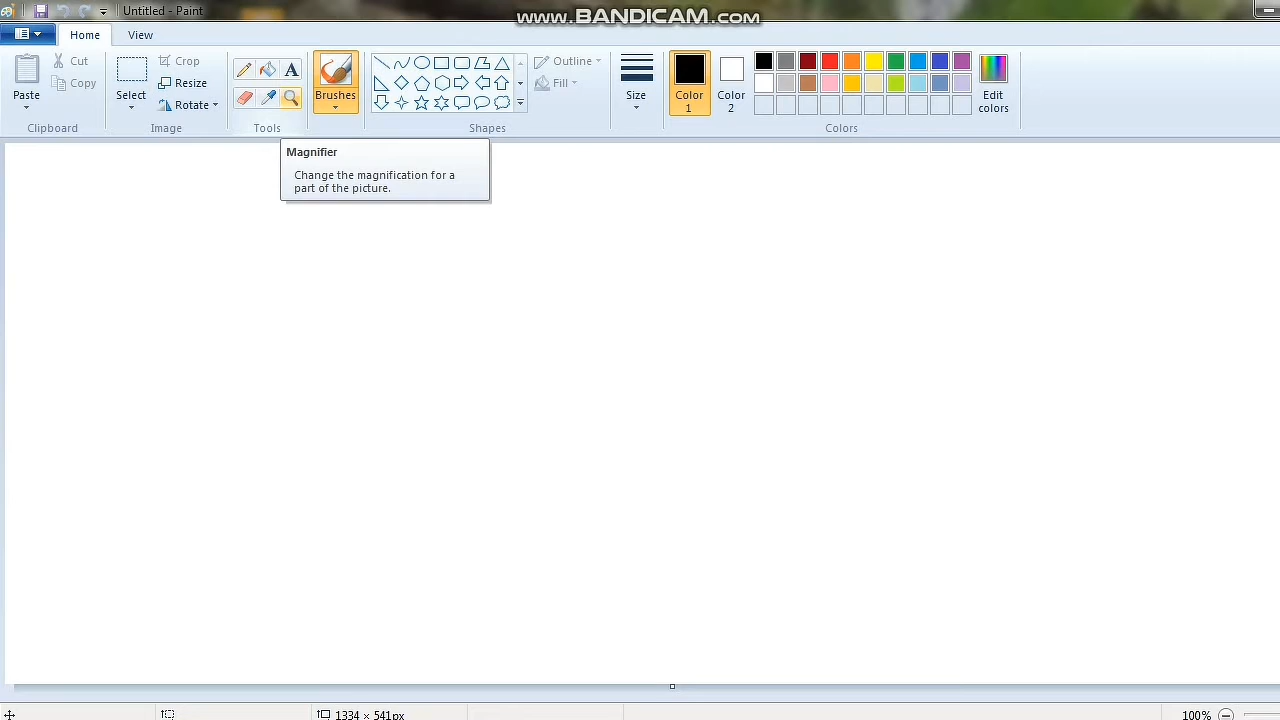 www.BANDICAM.com
Untitled - Paint
Home
View
Paste
Cut
Copy
Clipboard
Select
Crop
Resize
Rotate
Image
A
Tools
Brushes
Outline
Fill
Shapes
Size
Color 1
Color 2
Edit colors
Colors
Magnifier
Change the magnification for a
part of the picture.
1334 × 541px
100%